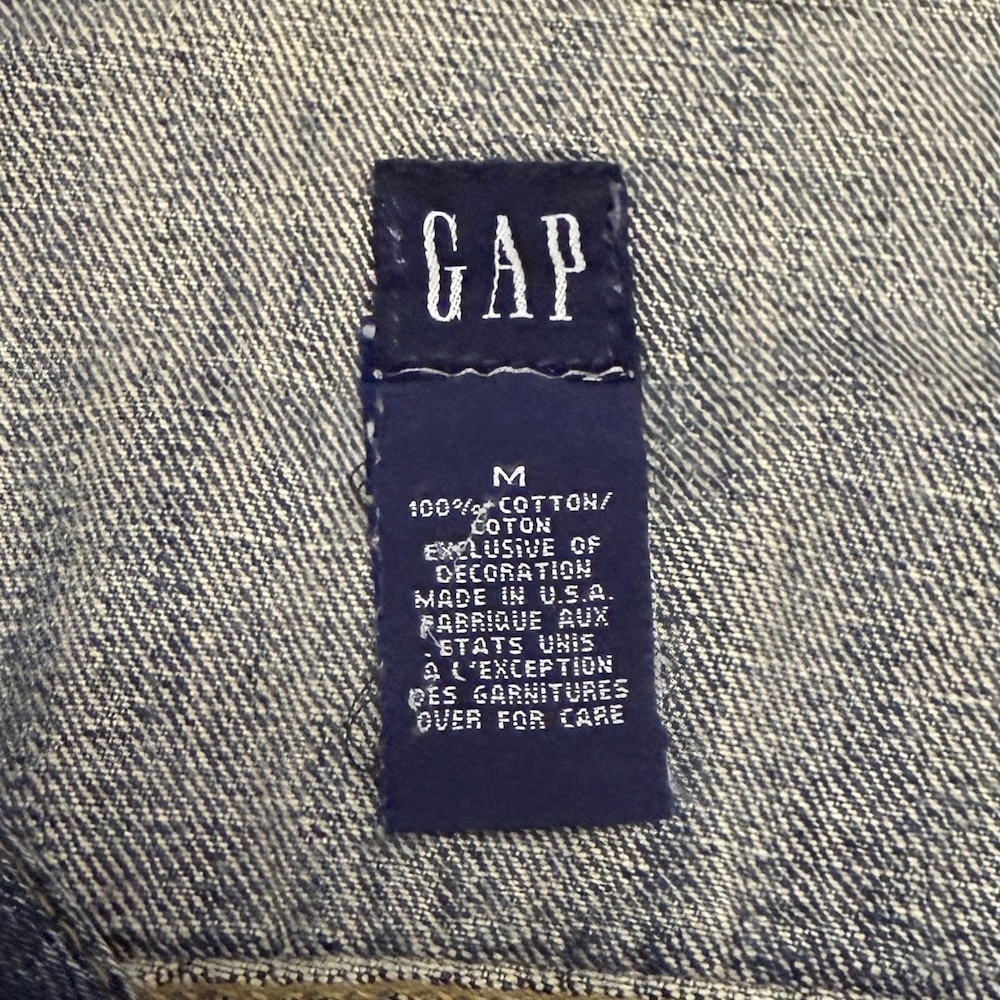 GAP
M
100% COTTON/
COTON
EXCLUSIVE OF
DECORATION
MADE IN U.S.A.
FABRIQUE AUX
ETATS UNIS
A L'EXCEPTION
DES GARNITURES
OVER FOR CARE